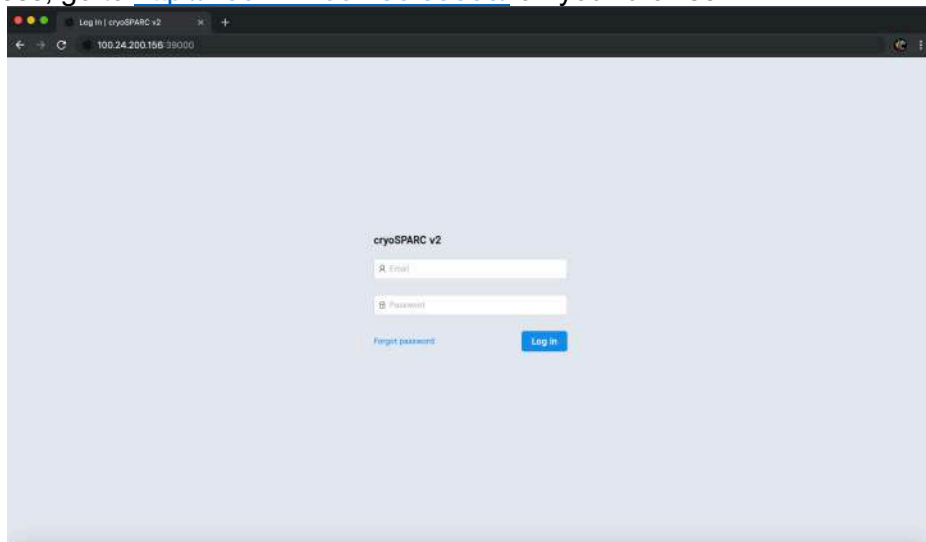 Log In | cryoSPARC v2
100.24.200.156:39000
cryoSPARC v2
Email
Password
Forgot password
Log in